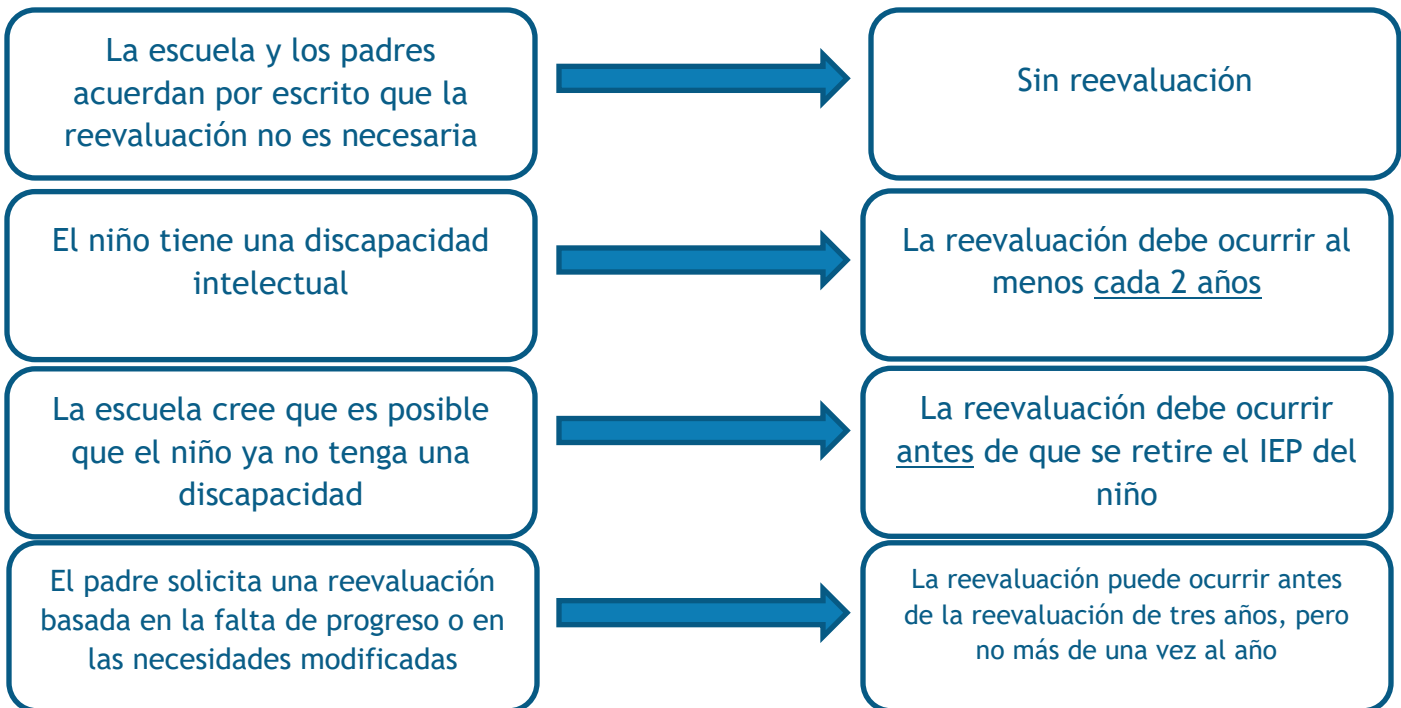 La escuela y los padres
acuerdan por escrito que la
reevaluación no es necesaria
Sin reevaluación
El niño tiene una discapacidad
intelectual
La reevaluación debe ocurrir al
menos cada 2 años
La escuela cree que es posible
que el niño ya no tenga una
discapacidad
La reevaluación debe ocurrir
antes de que se retire el IEP del
niño
El padre solicita una reevaluación
basada en la falta de progreso o en
las necesidades modificadas
La reevaluación puede ocurrir antes
de la reevaluación de tres años, pero
no más de una vez al año